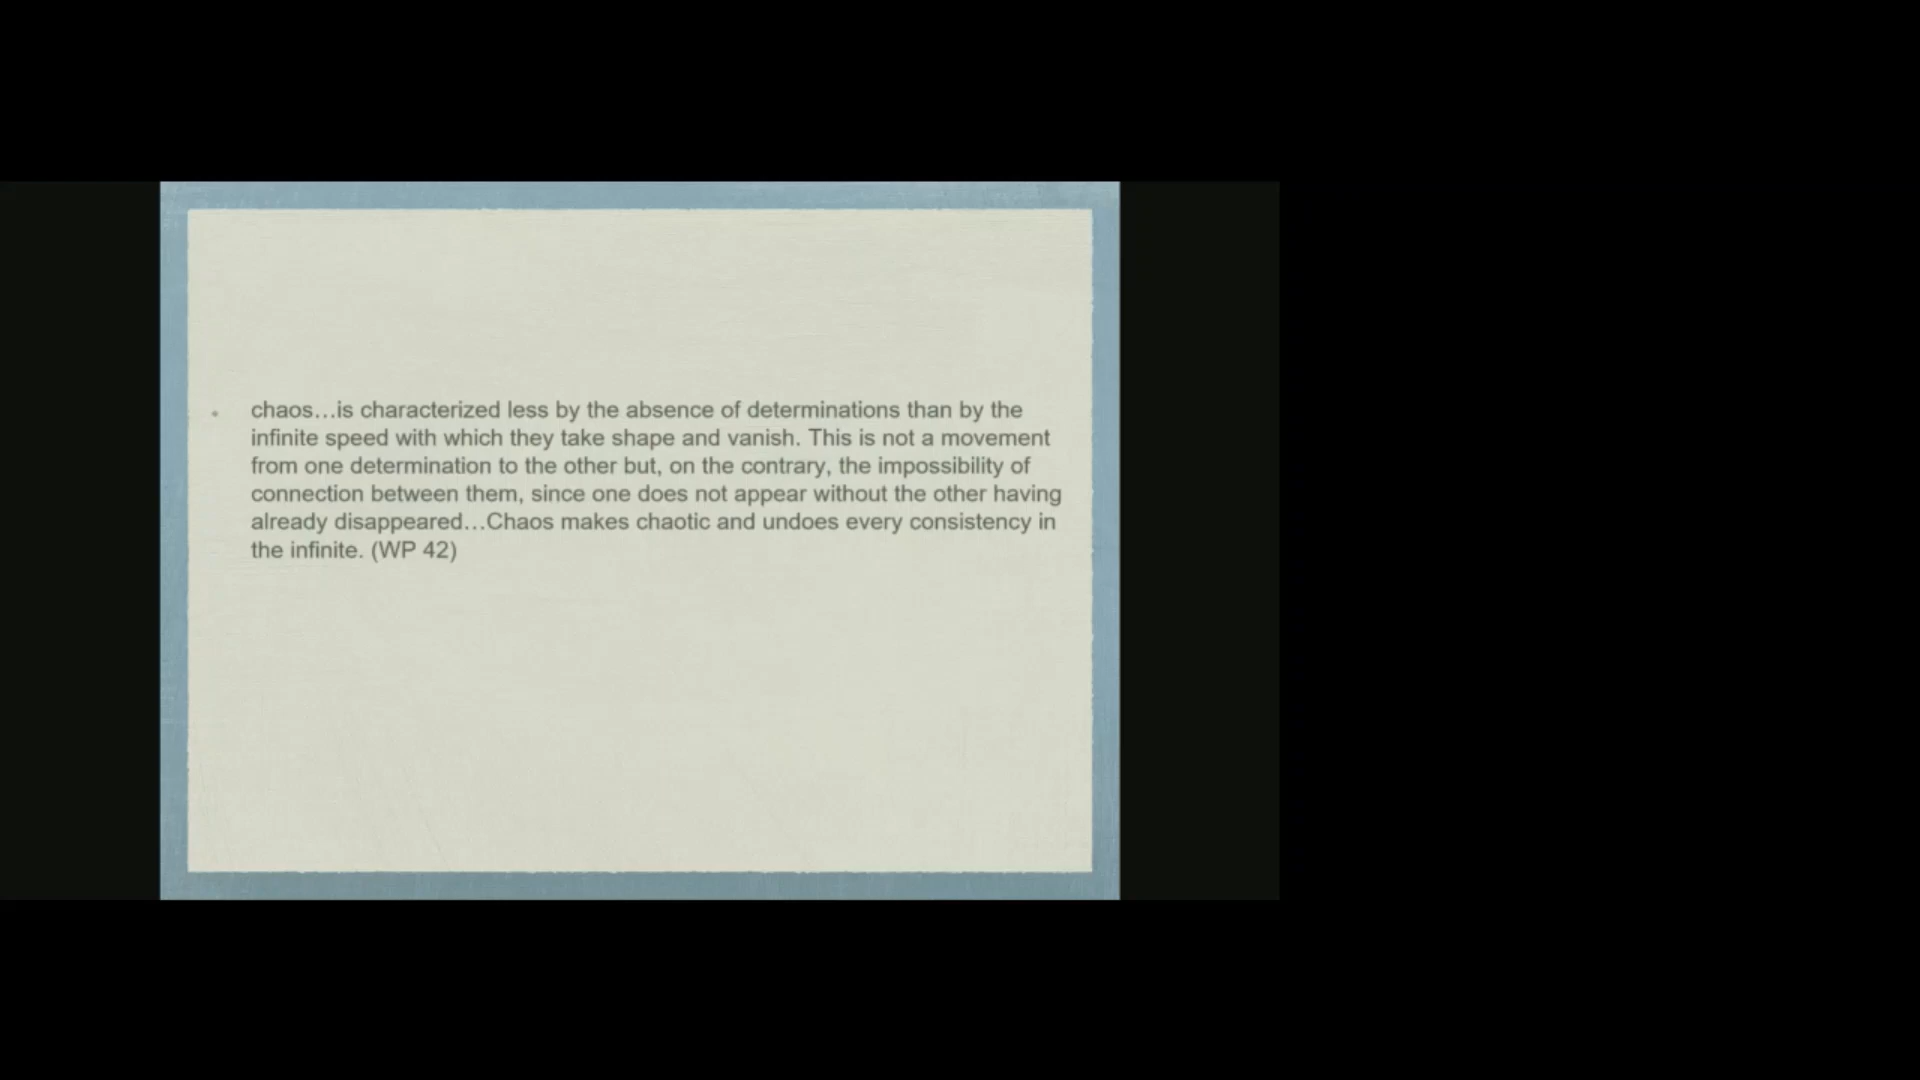 chaos…is characterized less by the absence of determinations than by the
infinite speed with which they take shape and vanish. This is not a movement
from one determination to the other but, on the contrary, the impossibility of
connection between them, since one does not appear without the other having
already disappeared…Chaos makes chaotic and undoes every consistency in
the infinite. (WP 42)